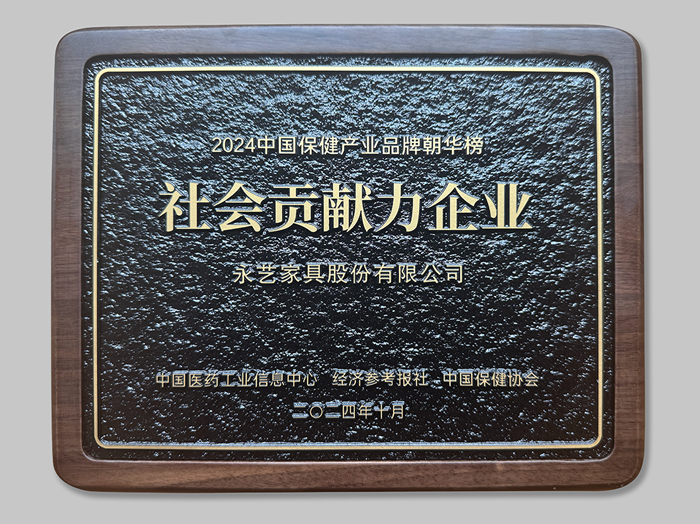 2024中国保健产业品牌朝华榜
社会贡献力企业
永艺家具股份有限公司
中国医药工业信息中心 经济参考报社 中国保健协会
二〇二四年十月